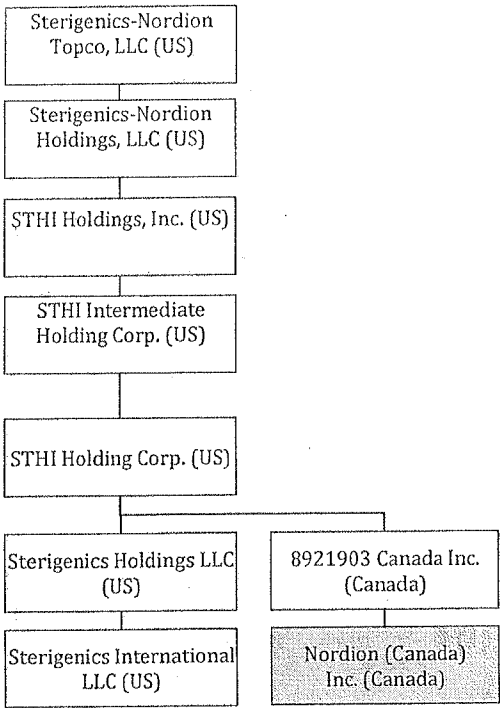 Sterigenics-Nordion
Topco, LLC (US)
Sterigenics-Nordion
Holdings, LLC (US)
STHI Holdings, Inc. (US)
STHI Intermediate
Holding Corp. (US)
STHI Holding Corp. (US)
Sterigenics Holdings LLC
(US)
8921903 Canada Inc.
(Canada)
Sterigenics International
LLC (US)
Nordion (Canada)
Inc. (Canada)